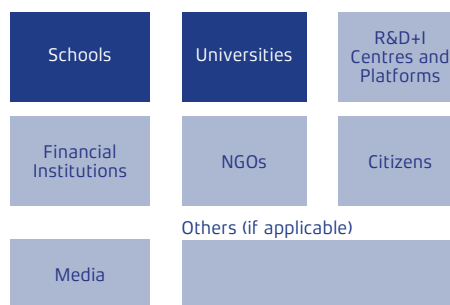 Schools
Universities
R&D+I
Centres and
Platforms
Financial
Institutions
NGOs
Citizens
Others (if applicable)
Media